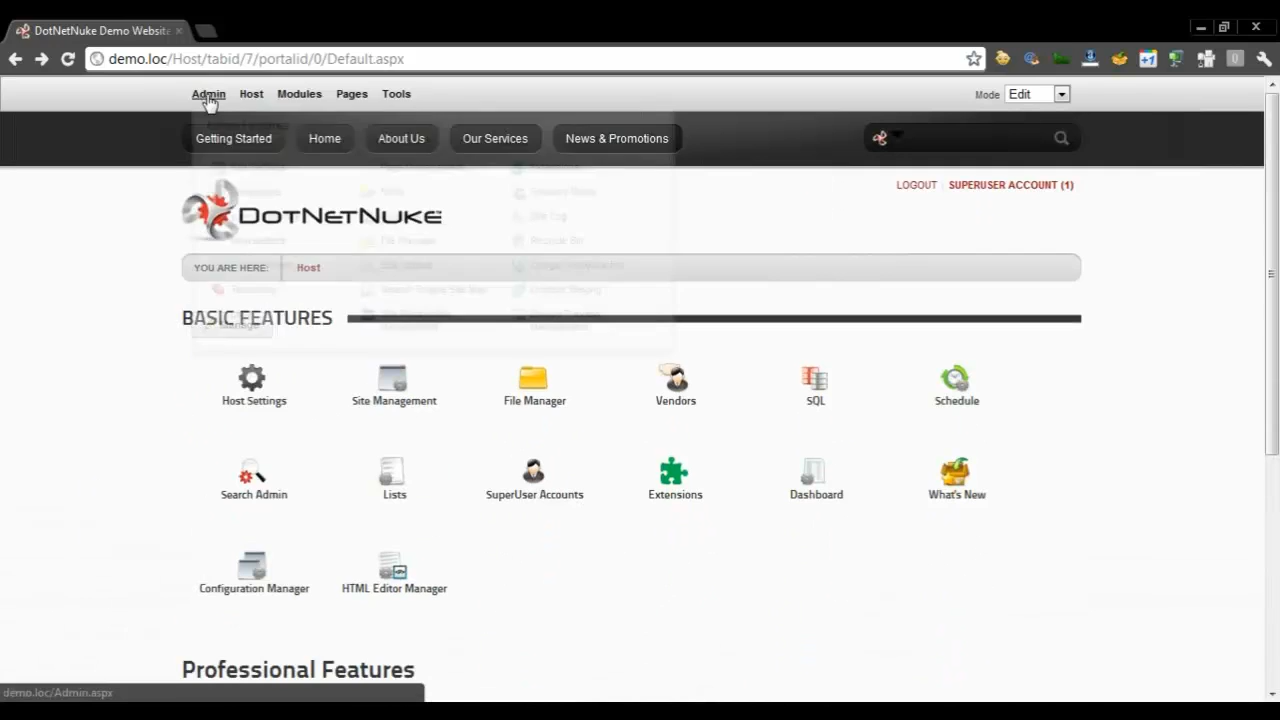 DotNetNuke Demo Website
demo.loc/Host/tabid/7/portalid/0/Default.aspx
Admin Host Modules Pages Tools Mode Edit
Getting Started Home About Us Our Services News & Promotions
LOGOUT SUPERUSER ACCOUNT (1)
DOTNETNUKE
YOU ARE HERE: Host
BASIC FEATURES
Host Settings Site Management File Manager Vendors SQL Schedule
Search Admin Lists SuperUser Accounts Extensions Dashboard What's New
Configuration Manager HTML Editor Manager
Professional Features
demo.loc/Admin.aspx